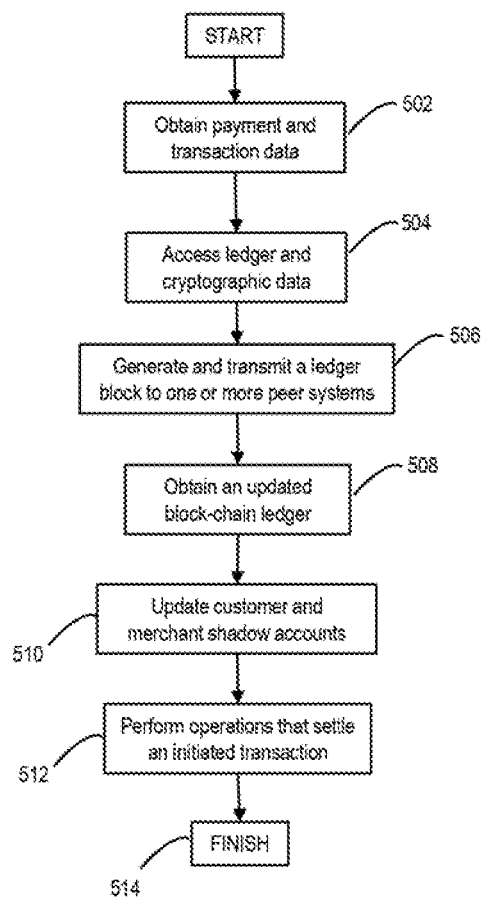 START
Obtain payment and
transaction data
502
Access ledger and
cryptographic data
504
Generate and transmit a ledger
block to one or more peer systems
506
Obtain an updated
block-chain ledger
508
Update customer and
merchant shadow accounts
510
Perform operations that settle
an initiated transaction
512
FINISH
514